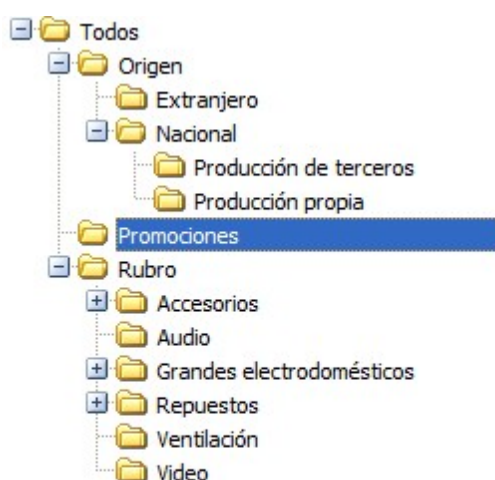 Todos
Origen
Extranjero
Nacional
Producción de terceros
Producción propia
Promociones
Rubro
Accesorios
Audio
Grandes electrodomésticos
Repuestos
Ventilación
Video